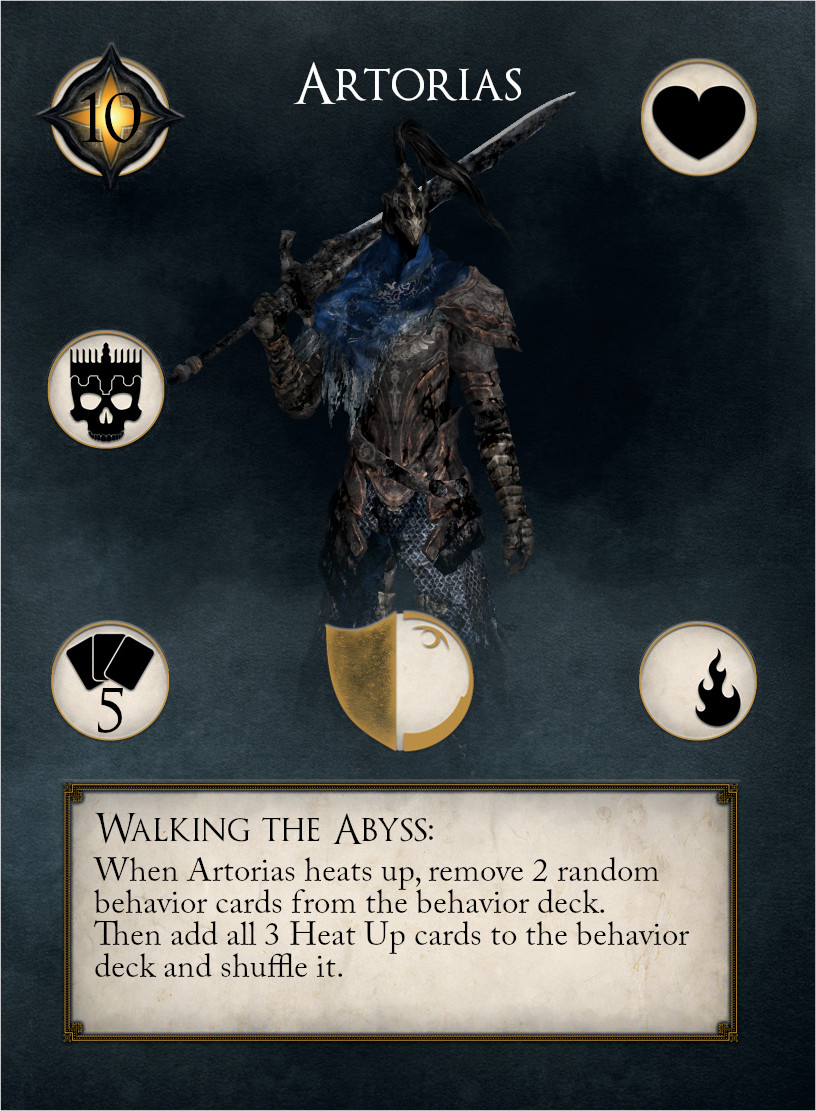 10
ARTORIAS
5
WALKING THE ABYSS:
When Artorias heats up, remove 2 random
behavior cards from the behavior deck.
Then add all 3 Heat Up cards to the behavior
deck and shuffle it.